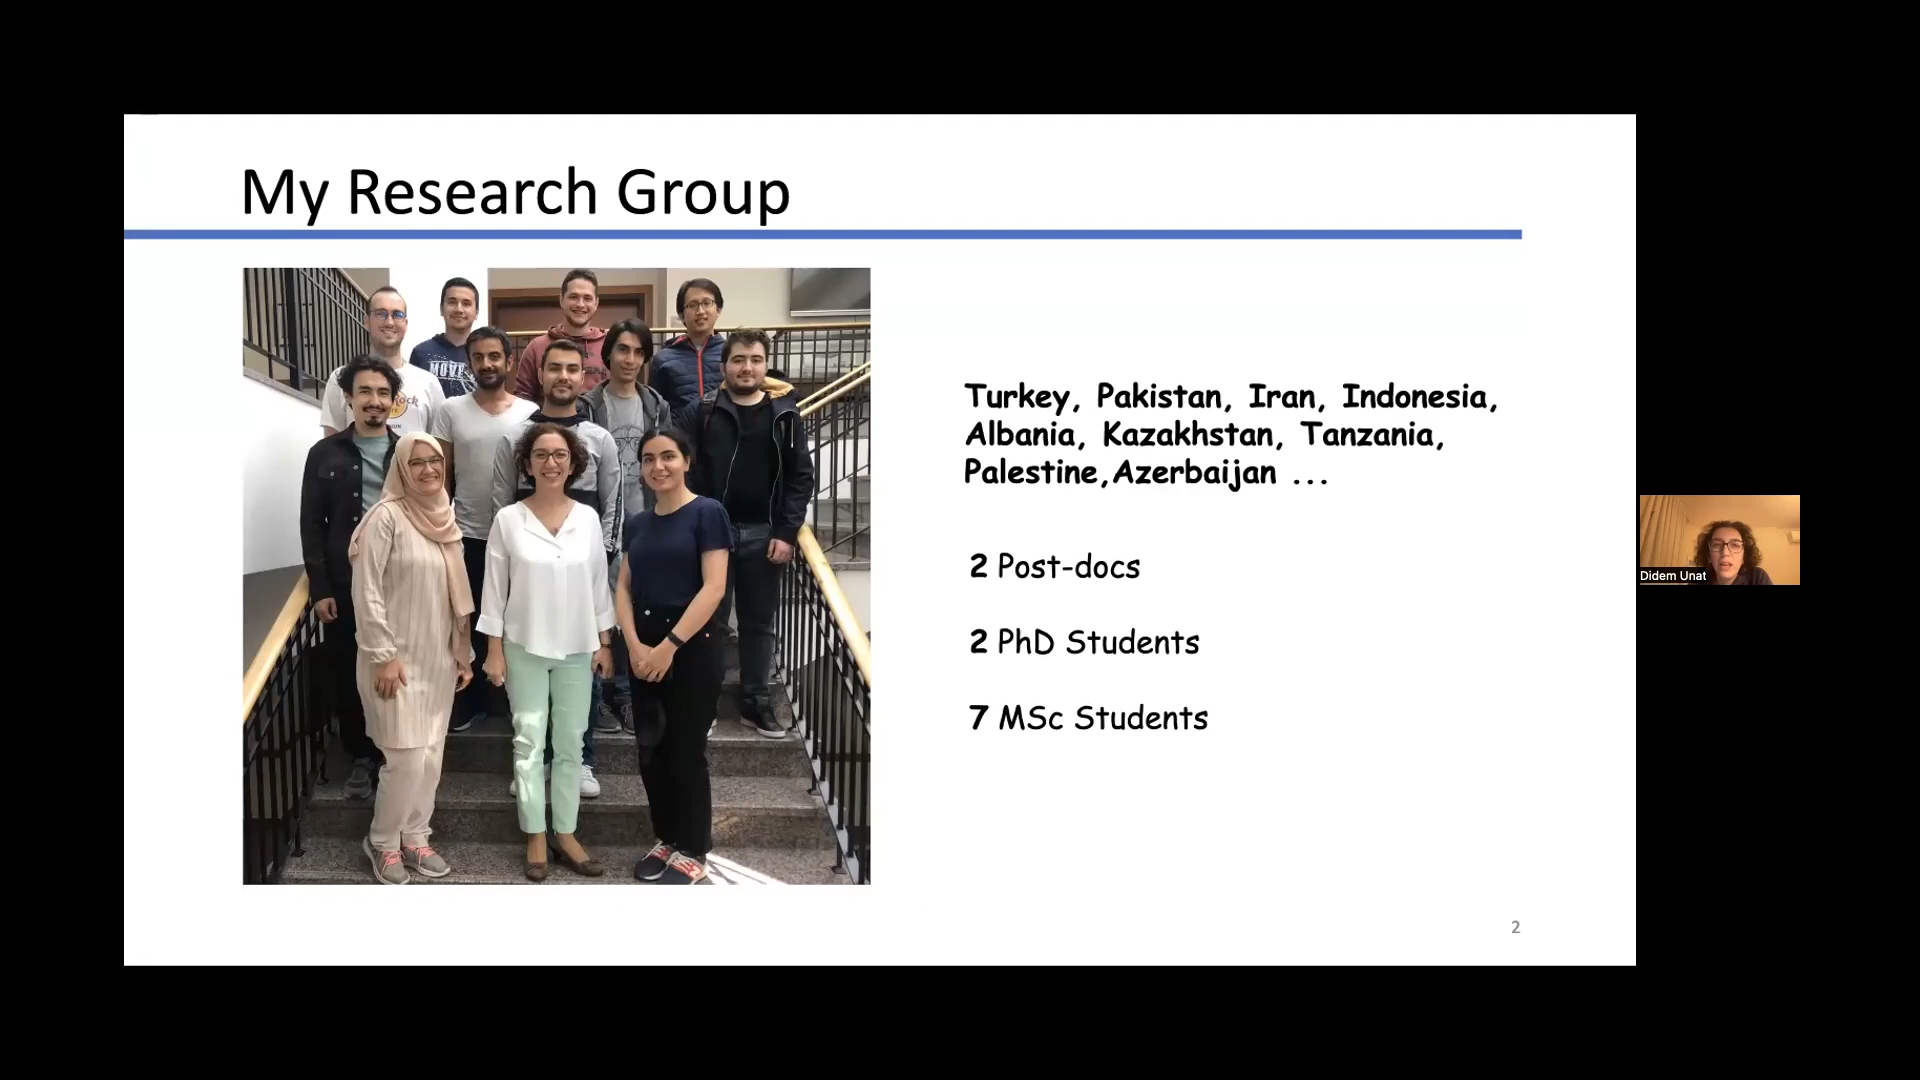 My Research Group
Turkey, Pakistan, Iran, Indonesia,
Albania, Kazakhstan, Tanzania,
Palestine,Azerbaijan ...
2 Post-docs
2 PhD Students
7 MSc Students
2
Didem Unat